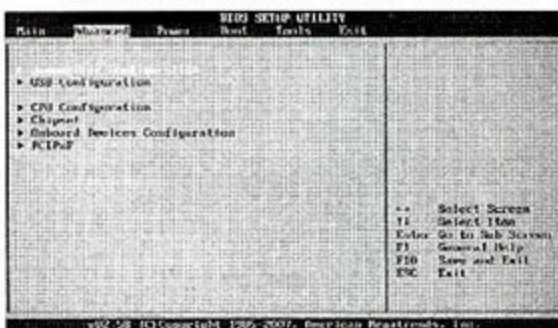 BIOS SETUP UTILITY
Main Advanced Power Boot Tools Exit
▶ USB Configuration
▶ CPU Configuration
▶ Chipset
▶ Onboard Devices Configuration
▶ PCIPnP
Select Screen
Select Item
Enter Go to Sub Screen
F1 General Help
F10 Save and Exit
ESC Exit
v02.58 (C)Copyright 1985-2007, American Megatrends, Inc.